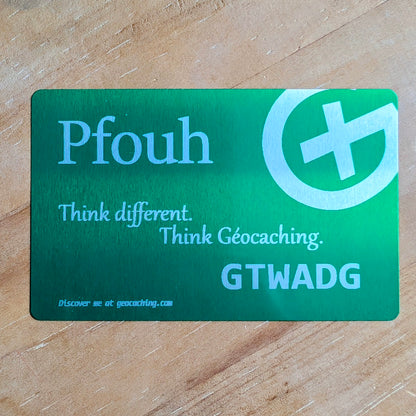 Pfouh
Think different.
Think Géocaching.
GTWADG
Discover me at geocaching.com